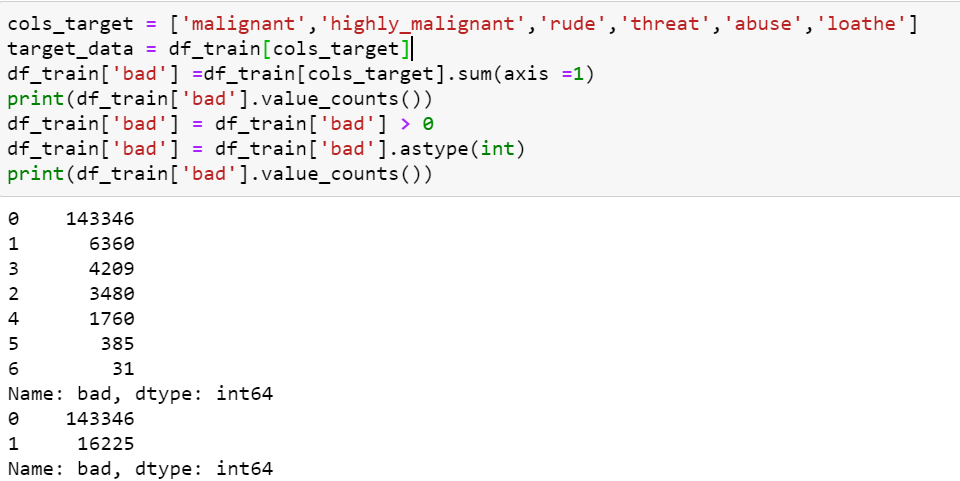 cols_target = ['malignant','highly_malignant','rude','threat','abuse','loathe']
target_data = df_train[cols_target]
df_train['bad'] =df_train[cols_target].sum(axis =1)
print(df_train['bad'].value_counts())
df_train['bad'] = df_train['bad'] > 0
df_train['bad'] = df_train['bad'].astype(int)
print(df_train['bad'].value_counts())
0    143346
1      6360
3      4209
2      3480
4      1760
5       385
6        31
Name: bad, dtype: int64
0    143346
1     16225
Name: bad, dtype: int64